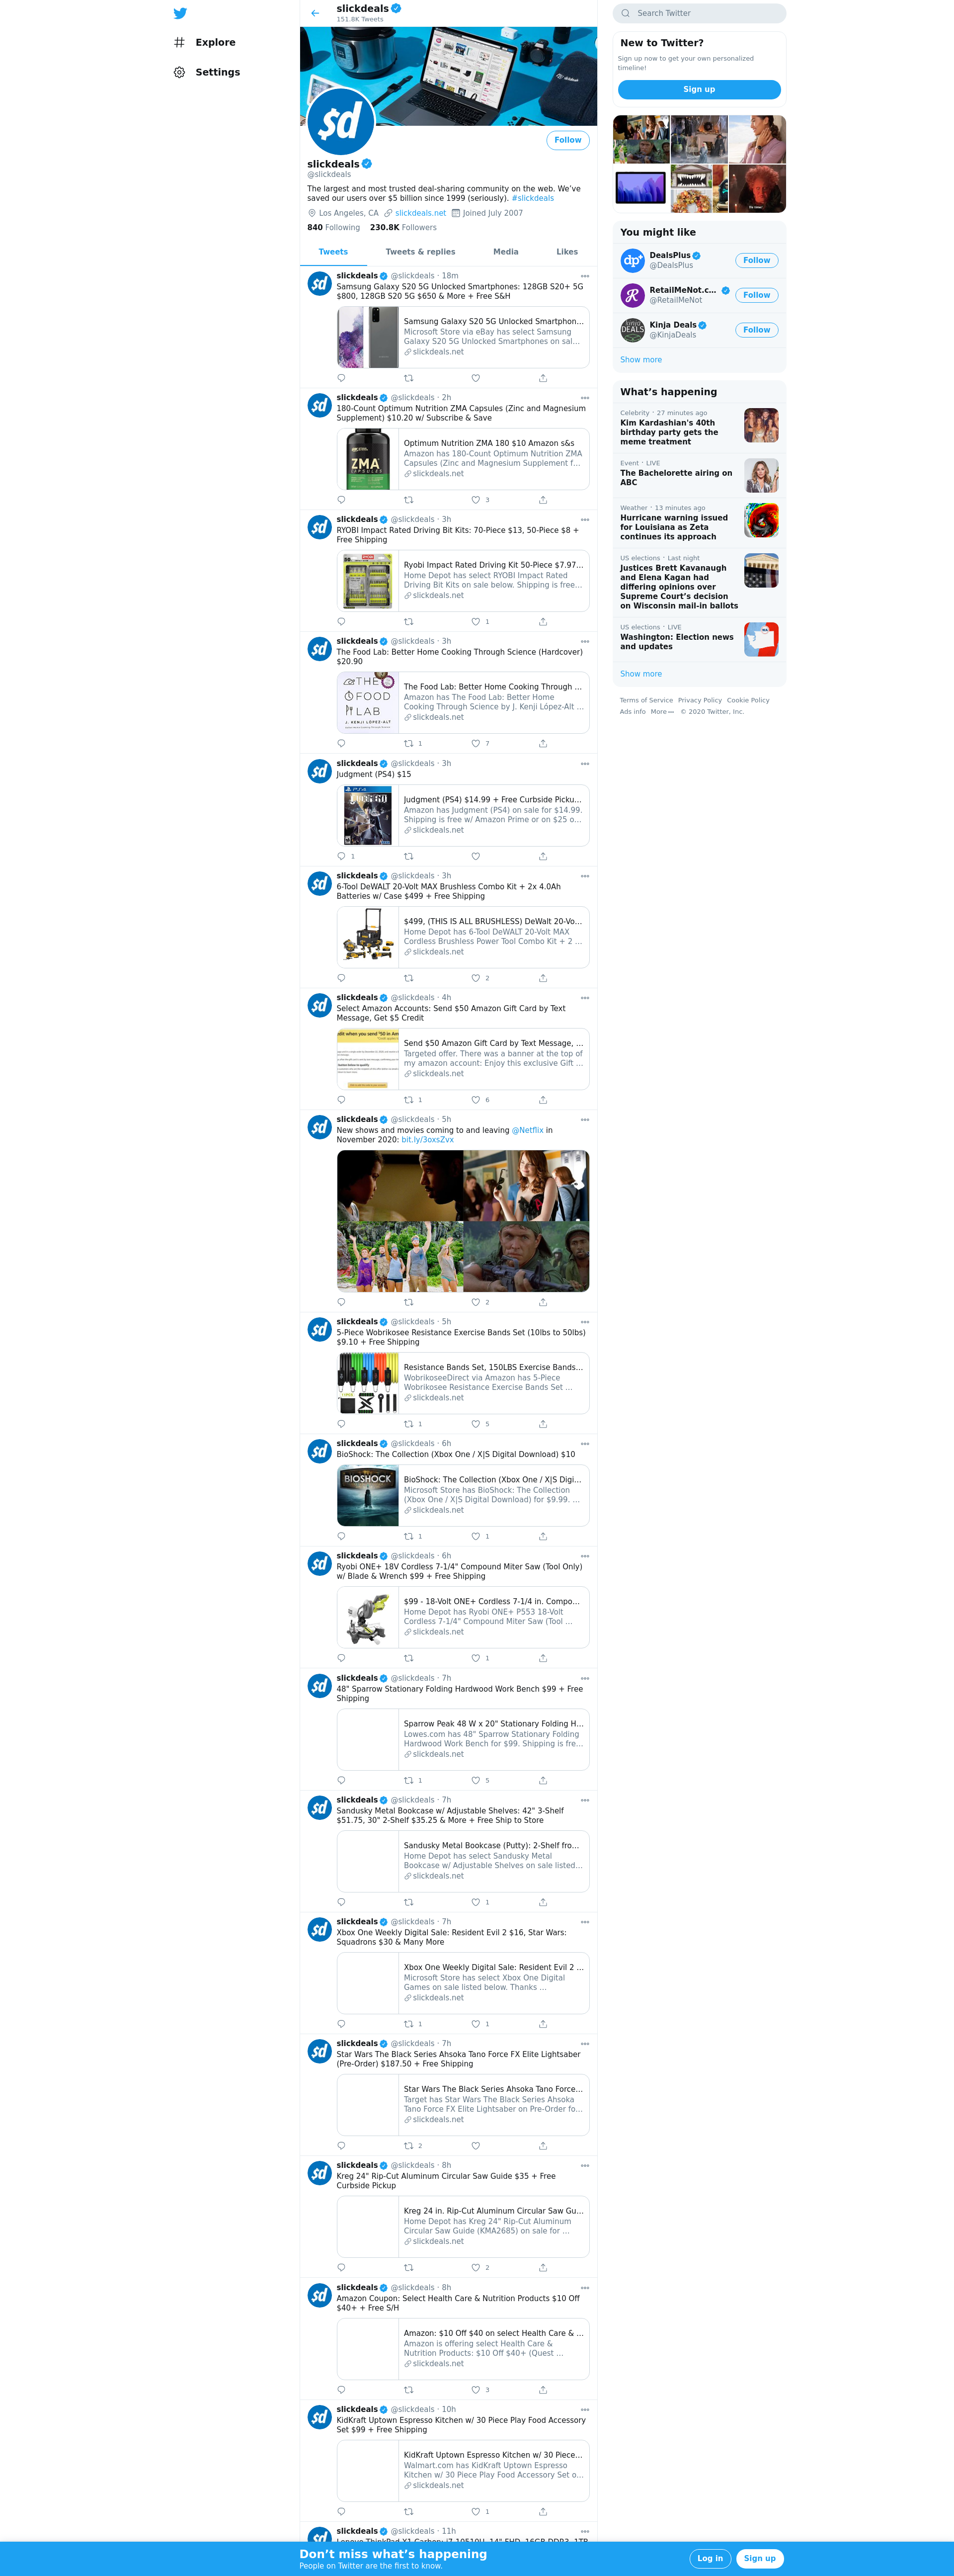 slickdeals
151.8K Tweets
Explore
Settings
$d
Follow
slickdeals
@slickdeals
The largest and most trusted deal-sharing community on the web. We've
saved our users over $5 billion since 1999 (seriously). #slickdeals
Los Angeles, CA slickdeals.net Joined July 2007
840 Following 230.8K Followers
Tweets Tweets & replies Media Likes
slickdeals @slickdeals · 18m
Samsung Galaxy S20 5G Unlocked Smartphones: 128GB S20+ 5G
$800, 128GB S20 5G $650 & More + Free S&H
Samsung Galaxy S20 5G Unlocked Smartphon...
Microsoft Store via eBay has select Samsung
Galaxy S20 5G Unlocked Smartphones on sal...
slickdeals.net
slickdeals @slickdeals · 2h
180-Count Optimum Nutrition ZMA Capsules (Zinc and Magnesium
Supplement) $10.20 w/ Subscribe & Save
ZMA
Optimum Nutrition ZMA 180 $10 Amazon s&s
Amazon has 180-Count Optimum Nutrition ZMA
Capsules (Zinc and Magnesium Supplement f...
slickdeals.net
3
slickdeals @slickdeals · 3h
RYOBI Impact Rated Driving Bit Kits: 70-Piece $13, 50-Piece $8 +
Free Shipping
Ryobi Impact Rated Driving Kit 50-Piece $7.97...
Home Depot has select RYOBI Impact Rated
Driving Bit Kits on sale below. Shipping is free...
slickdeals.net
1
slickdeals @slickdeals · 3h
The Food Lab: Better Home Cooking Through Science (Hardcover)
$20.90
THE
FOOD
LAB
J. KENJI LÓPEZ-ALT
The Food Lab: Better Home Cooking Through ...
Amazon has The Food Lab: Better Home
Cooking Through Science by J. Kenji López-Alt ...
slickdeals.net
1 7
slickdeals @slickdeals · 3h
Judgment (PS4) $15
PS4
JUDGMENT
Judgment (PS4) $14.99 + Free Curbside Picku...
Amazon has Judgment (PS4) on sale for $14.99.
Shipping is free w/ Amazon Prime or on $25 o...
slickdeals.net
1
slickdeals @slickdeals · 3h
6-Tool DeWALT 20-Volt MAX Brushless Combo Kit + 2x 4.0Ah
Batteries w/ Case $499 + Free Shipping
$499, (THIS IS ALL BRUSHLESS) DeWalt 20-Vo...
Home Depot has 6-Tool DeWALT 20-Volt MAX
Cordless Brushless Power Tool Combo Kit + 2 ...
slickdeals.net
2
slickdeals @slickdeals · 4h
Select Amazon Accounts: Send $50 Amazon Gift Card by Text
Message, Get $5 Credit
edit when you send "50 in Am
Send $50 Amazon Gift Card by Text Message, ...
Targeted offer. There was a banner at the top of
my amazon account: Enjoy this exclusive Gift ...
slickdeals.net
1 6
slickdeals @slickdeals · 5h
New shows and movies coming to and leaving @Netflix in
November 2020: bit.ly/3oxsZvx
2
slickdeals @slickdeals · 5h
5-Piece Wobrikosee Resistance Exercise Bands Set (10lbs to 50lbs)
$9.10 + Free Shipping
Resistance Bands Set, 150LBS Exercise Bands...
WobrikoseeDirect via Amazon has 5-Piece
Wobrikosee Resistance Exercise Bands Set ...
slickdeals.net
1 5
slickdeals @slickdeals · 6h
BioShock: The Collection (Xbox One / X|S Digital Download) $10
BIOSHOCK
BioShock: The Collection (Xbox One / X|S Digi...
Microsoft Store has BioShock: The Collection
(Xbox One / X|S Digital Download) for $9.99. ...
slickdeals.net
1 1
slickdeals @slickdeals · 6h
Ryobi ONE+ 18V Cordless 7-1/4" Compound Miter Saw (Tool Only)
w/ Blade & Wrench $99 + Free Shipping
$99 - 18-Volt ONE+ Cordless 7-1/4 in. Compo...
Home Depot has Ryobi ONE+ P553 18-Volt
Cordless 7-1/4" Compound Miter Saw (Tool ...
slickdeals.net
1
slickdeals @slickdeals · 7h
48" Sparrow Stationary Folding Hardwood Work Bench $99 + Free
Shipping
Sparrow Peak 48 W x 20" Stationary Folding H...
Lowes.com has 48" Sparrow Stationary Folding
Hardwood Work Bench for $99. Shipping is fre...
slickdeals.net
1 5
slickdeals @slickdeals · 7h
Sandusky Metal Bookcase w/ Adjustable Shelves: 42" 3-Shelf
$51.75, 30" 2-Shelf $35.25 & More + Free Ship to Store
Sandusky Metal Bookcase (Putty): 2-Shelf fro...
Home Depot has select Sandusky Metal
Bookcase w/ Adjustable Shelves on sale listed...
slickdeals.net
1
slickdeals @slickdeals · 7h
Xbox One Weekly Digital Sale: Resident Evil 2 $16, Star Wars:
Squadrons $30 & Many More
Xbox One Weekly Digital Sale: Resident Evil 2 ...
Microsoft Store has select Xbox One Digital
Games on sale listed below. Thanks ...
slickdeals.net
1 1
slickdeals @slickdeals · 7h
Star Wars The Black Series Ahsoka Tano Force FX Elite Lightsaber
(Pre-Order) $187.50 + Free Shipping
Star Wars The Black Series Ahsoka Tano Force...
Target has Star Wars The Black Series Ahsoka
Tano Force FX Elite Lightsaber on Pre-Order fo...
slickdeals.net
2
slickdeals @slickdeals · 8h
Kreg 24" Rip-Cut Aluminum Circular Saw Guide $35 + Free
Curbside Pickup
Kreg 24 in. Rip-Cut Aluminum Circular Saw Gu...
Home Depot has Kreg 24" Rip-Cut Aluminum
Circular Saw Guide (KMA2685) on sale for ...
slickdeals.net
2
slickdeals @slickdeals · 8h
Amazon Coupon: Select Health Care & Nutrition Products $10 Off
$40+ + Free S/H
Amazon: $10 Off $40 on select Health Care & ...
Amazon is offering select Health Care &
Nutrition Products: $10 Off $40+ (Quest ...
slickdeals.net
3
slickdeals @slickdeals · 10h
KidKraft Uptown Espresso Kitchen w/ 30 Piece Play Food Accessory
Set $99 + Free Shipping
KidKraft Uptown Espresso Kitchen w/ 30 Piece...
Walmart.com has KidKraft Uptown Espresso
Kitchen w/ 30 Piece Play Food Accessory Set o...
slickdeals.net
1
slickdeals @slickdeals · 11h
Lenovo ThinkPad X1 Carbon: i7-10510U, 14" FHD, 16GB DDR3, 1TB
Search Twitter
New to Twitter?
Sign up now to get your own personalized
timeline!
Sign up
You might like
dp+
DealsPlus
@DealsPlus
Follow
RetailMeNot.c...
@RetailMeNot
Follow
KINJA
DEALS
Kinja Deals
@KinjaDeals
Follow
Show more
What's happening
Celebrity · 27 minutes ago
Kim Kardashian's 40th
birthday party gets the
meme treatment
Event · LIVE
The Bachelorette airing on
ABC
Weather · 13 minutes ago
Hurricane warning issued
for Louisiana as Zeta
continues its approach
US elections · Last night
Justices Brett Kavanaugh
and Elena Kagan had
differing opinions over
Supreme Court's decision
on Wisconsin mail-in ballots
US elections · LIVE
Washington: Election news
and updates
Show more
Terms of Service Privacy Policy Cookie Policy
Ads info More © 2020 Twitter, Inc.
Don't miss what's happening
People on Twitter are the first to know.
Log in Sign up